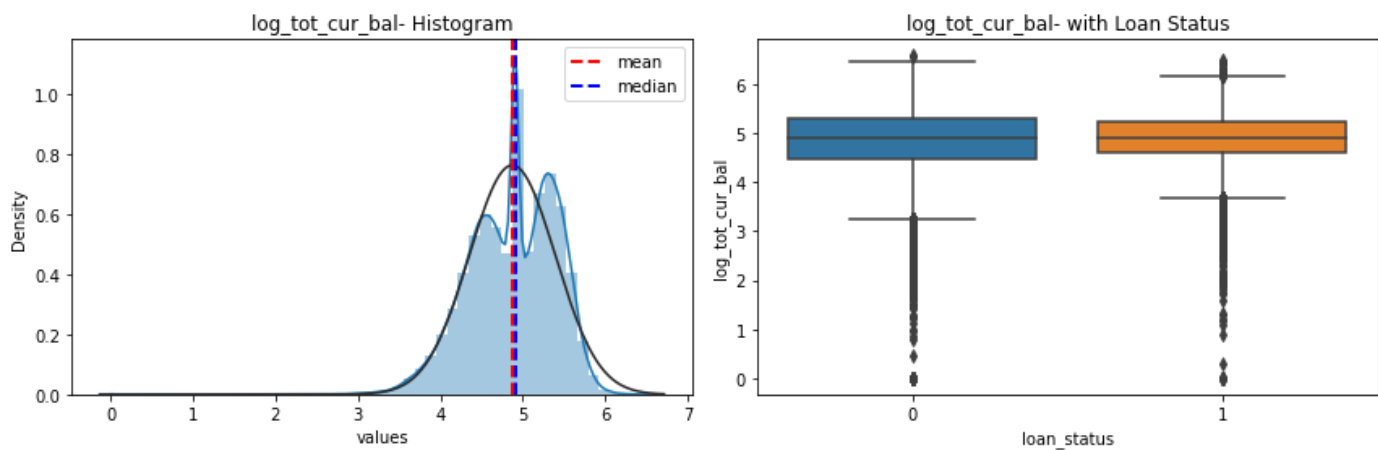 log_tot_cur_bal- Histogram
mean
median
1.0
0.8
0.6
0.4
0.2
0.0
Density
0 1 2 3 4 5 6 7
values
log_tot_cur_bal- with Loan Status
6
5
4
3
2
1
0
log_tot_cur_bal
0 1
loan_status